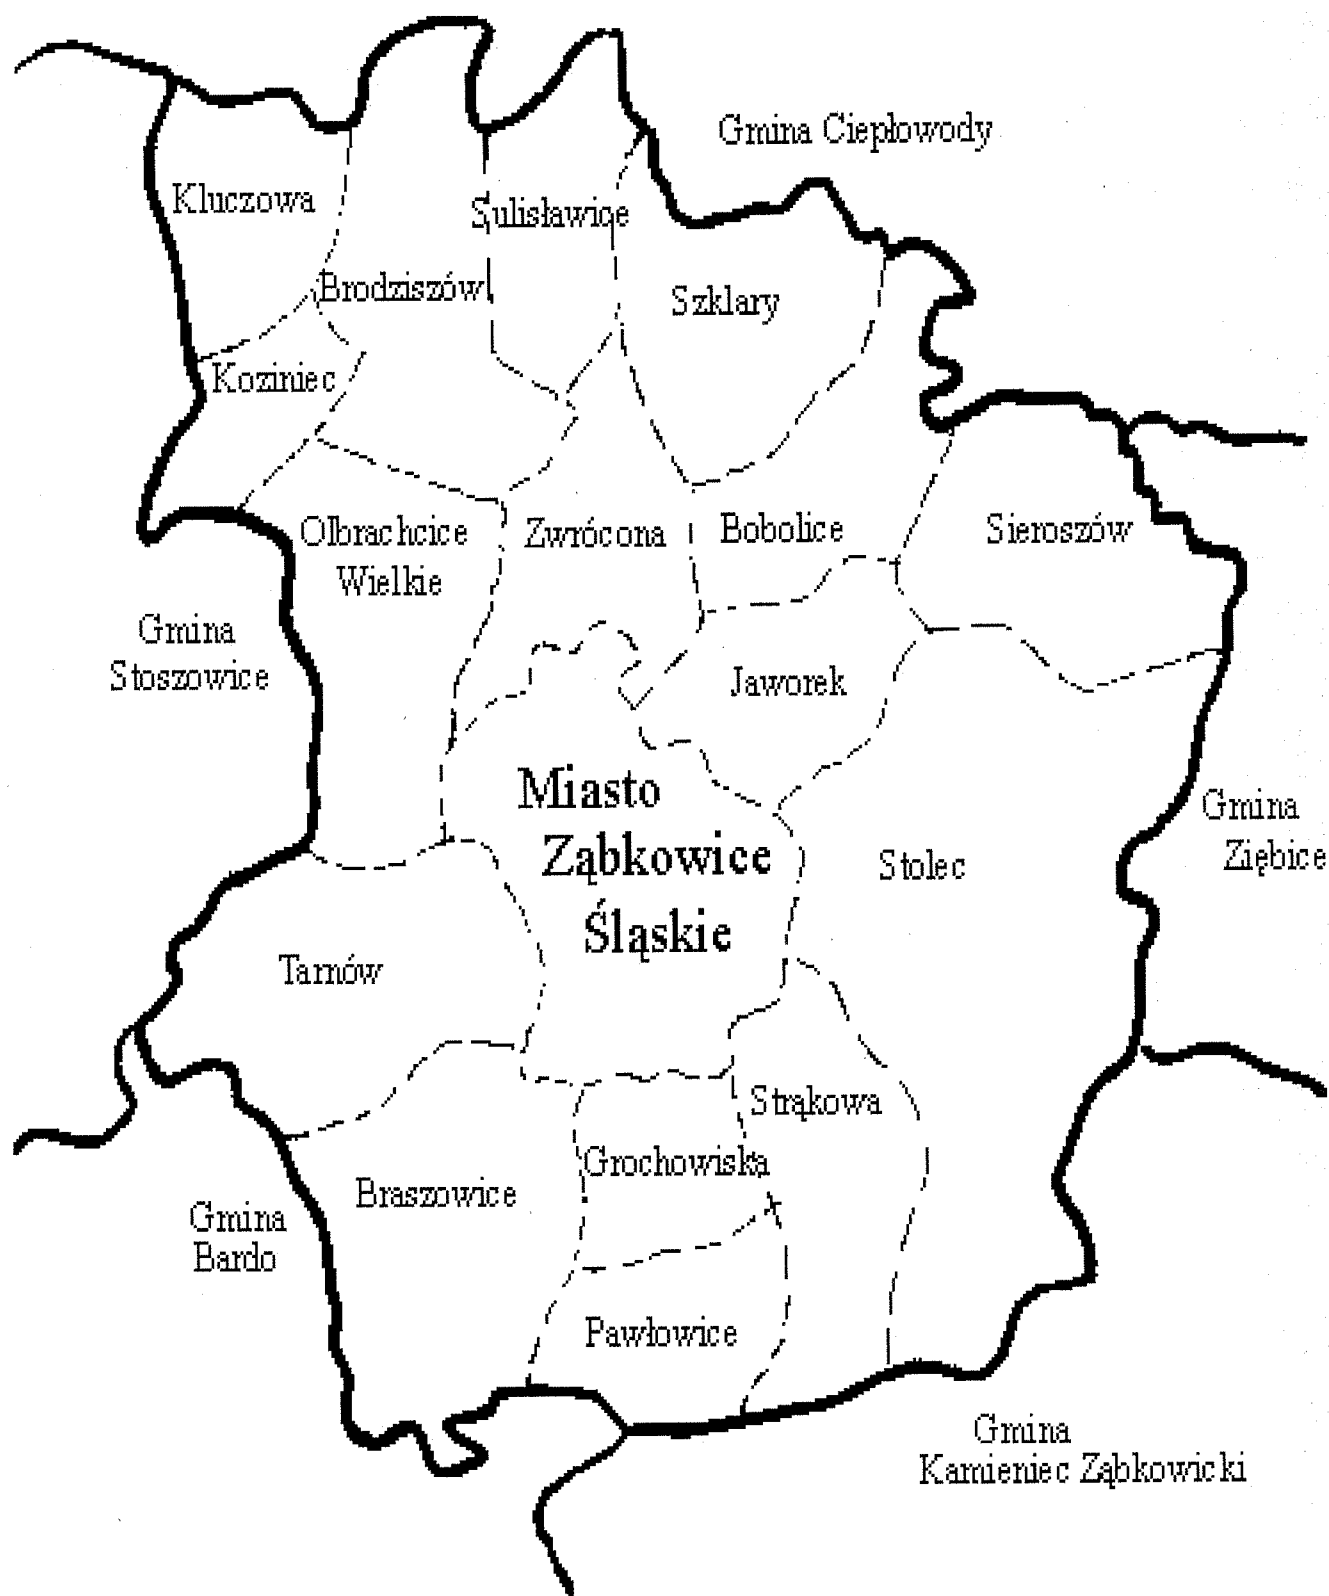 Gmina Ciepłowody
Kluczowa
Sulisławice
Brodziszów
Szklary
Koziniec
Olbrachcice
Wielkie
Zwrócona
Bobolice
Sieroszów
Gmina
Stoszowice
Jaworek
Miasto
Ząbkowice
Śląskie
Gmina
Ziębice
Stolec
Tarnów
Strąkowa
Grochowiska
Braszowice
Gmina
Bardo
Pawłowice
Gmina
Kamieniec Ząbkowicki